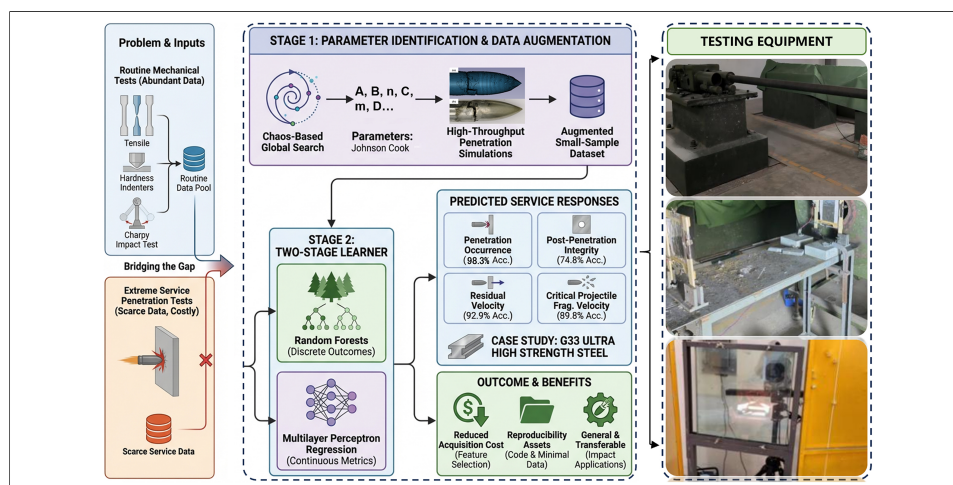 Problem & Inputs
Routine Mechanical
Tests (Abundant Data)
Tensile
Hardness
Indenters
Routine
Data Pool
Charpy
Impact Test
Bridging the Gap
Extreme Service
Penetration Tests
(Scarce Data, Costly)
Scarce Service Data
STAGE 1: PARAMETER IDENTIFICATION & DATA AUGMENTATION
Chaos-Based
Global Search
A, B, n, C,
m, D...
Parameters:
Johnson Cook
High-Throughput
Penetration
Simulations
Augmented
Small-Sample
Dataset
STAGE 2:
TWO-STAGE LEARNER
Random Forests
(Discrete Outcomes)
Multilayer Perceptron
Regression
(Continuous Metrics)
PREDICTED SERVICE RESPONSES
Penetration
Occurrence
(98.3% Acc.)
Post-Penetration
Integrity
(74.8% Acc.)
Residual
Velocity
(92.9% Acc.)
Critical Projectile
Frag. Velocity
(89.8% Acc.)
CASE STUDY: G33 ULTRA
HIGH STRENGTH STEEL
OUTCOME & BENEFITS
Reduced
Acquisition Cost
(Feature
Selection)
Reproducibility
Assets
(Code & Minimal
Data)
General &
Transferable
(Impact
Applications)
TESTING EQUIPMENT